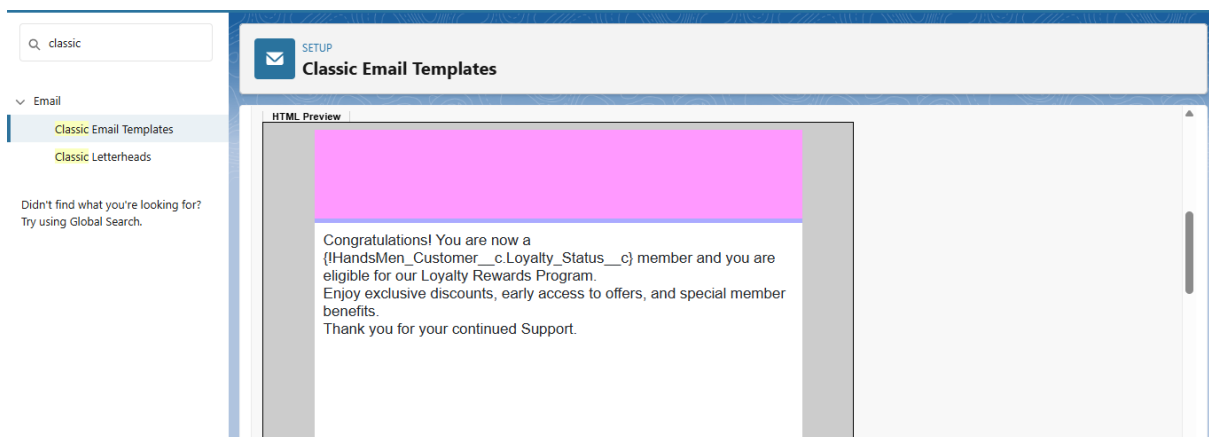 classic
Email
Classic Email Templates
Classic Letterheads
Didn't find what you're looking for?
Try using Global Search.
SETUP
Classic Email Templates
HTML Preview
Congratulations! You are now a
{!HandsMen_Customer__c.Loyalty_Status__c} member and you are
eligible for our Loyalty Rewards Program.
Enjoy exclusive discounts, early access to offers, and special member
benefits.
Thank you for your continued Support.